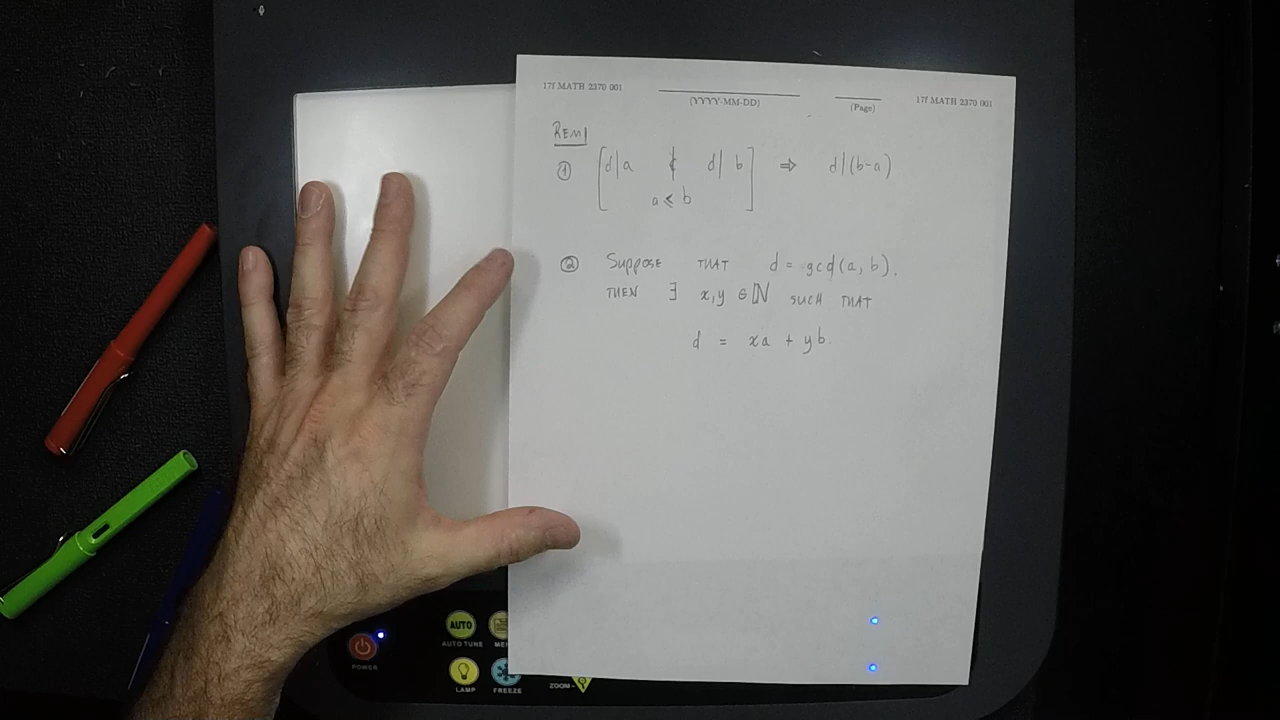 17f MATH 2370 001
(YYYY-MM-DD)
(Page)
17f MATH 2370 001
REM
① [d|a & d|b] ⇒ d|(b-a)
a < b
② SUPPOSE THAT d = gcd(a, b).
THEN ∃ x,y ∈ ℕ SUCH THAT
d = xa + yb.
AUTO
AUTO TUNE
POWER
LAMP
FREEZE
ZOOM-